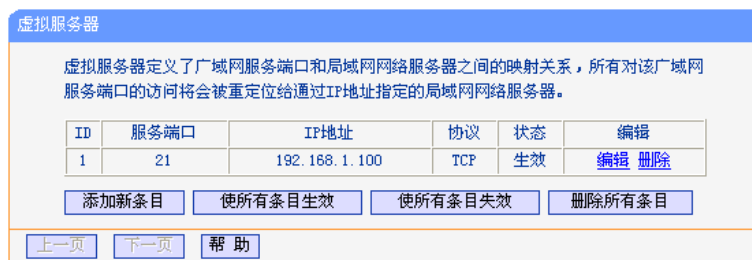 虚拟服务器
虚拟服务器定义了广域网服务端口和局域网网络服务器之间的映射关系，所有对该广域网
服务端口的访问将会被重定位给通过IP地址指定的局域网网络服务器。
ID 服务端口 IP地址 协议 状态 编辑
1 21 192.168.1.100 TCP 生效 编辑 删除
添加新条目 使所有条目生效 使所有条目失效 删除所有条目
上一页 下一页 帮 助